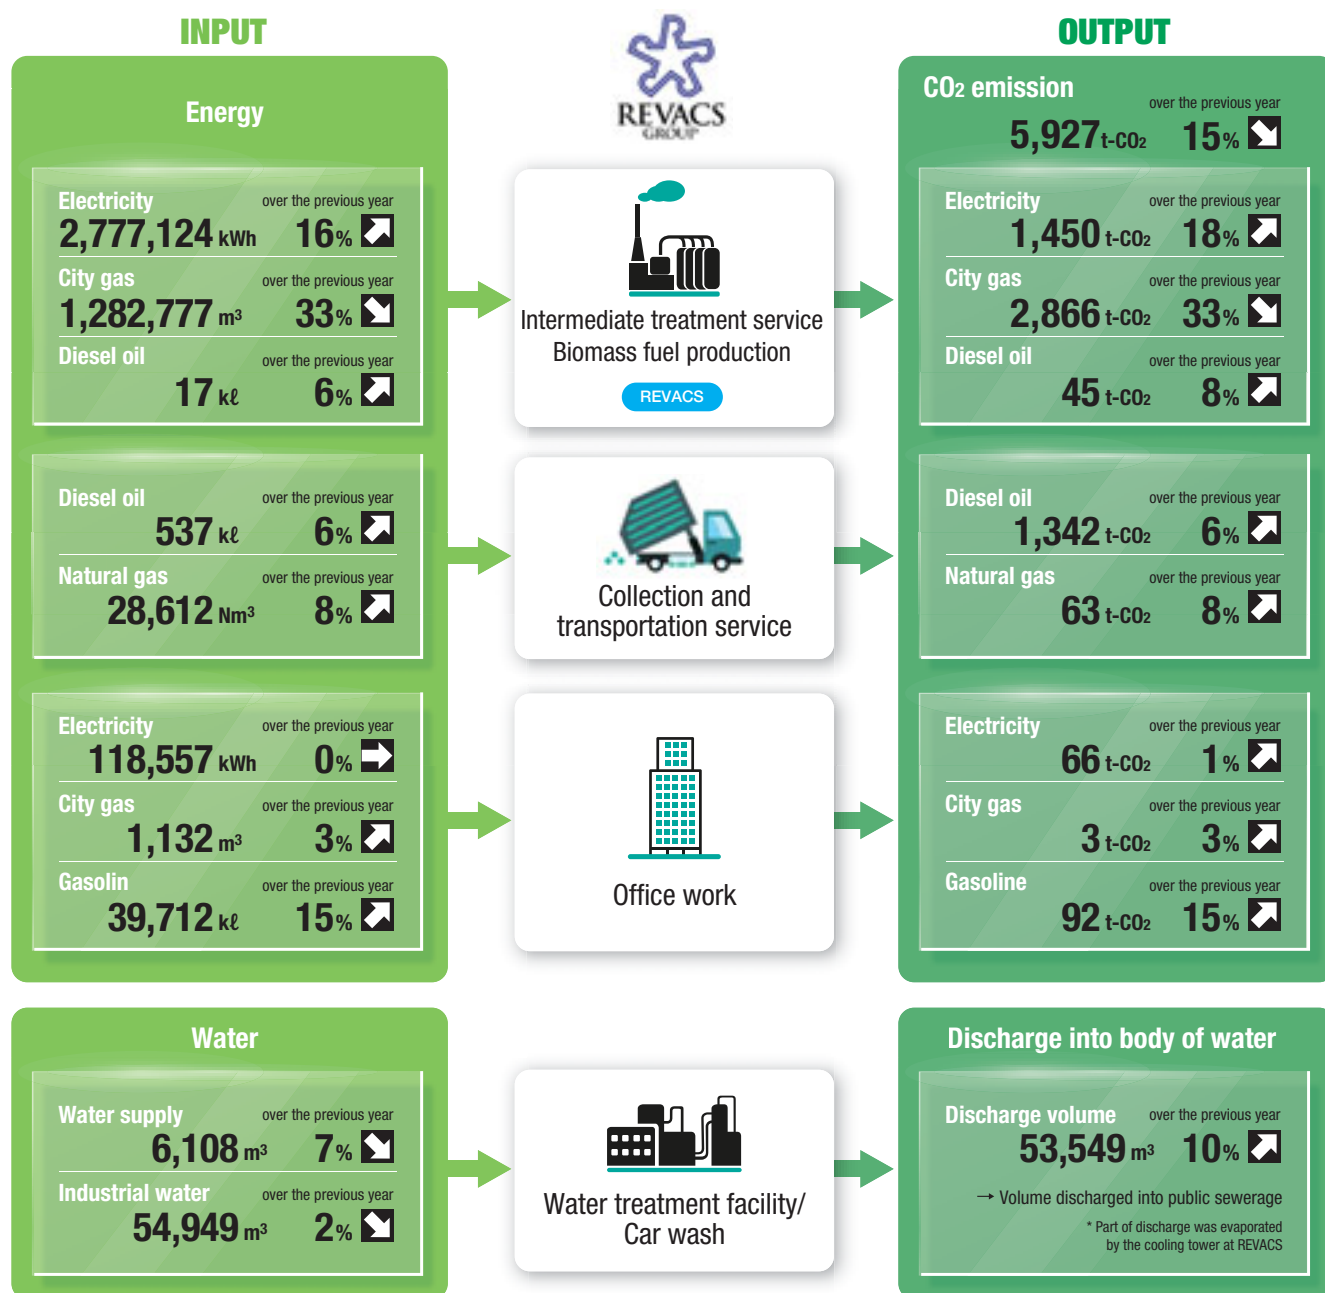 INPUT
Energy
Electricity over the previous year
2,777,124 kWh 16%
City gas over the previous year
1,282,777 m³ 33%
Diesel oil over the previous year
17 kℓ 6%
Diesel oil over the previous year
537 kℓ 6%
Natural gas over the previous year
28,612 Nm³ 8%
Electricity over the previous year
118,557 kWh 0%
City gas over the previous year
1,132 m³ 3%
Gasolin over the previous year
39,712 kℓ 15%
Water
Water supply over the previous year
6,108 m³ 7%
Industrial water over the previous year
54,949 m³ 2%
REVACS
GROUP
Intermediate treatment service
Biomass fuel production
REVACS
Collection and
transportation service
Office work
Water treatment facility/
Car wash
OUTPUT
CO2 emission over the previous year
5,927 t-CO2 15%
Electricity over the previous year
1,450 t-CO2 18%
City gas over the previous year
2,866 t-CO2 33%
Diesel oil over the previous year
45 t-CO2 8%
Diesel oil over the previous year
1,342 t-CO2 6%
Natural gas over the previous year
63 t-CO2 8%
Electricity over the previous year
66 t-CO2 1%
City gas over the previous year
3 t-CO2 3%
Gasoline over the previous year
92 t-CO2 15%
Discharge into body of water
Discharge volume over the previous year
53,549 m³ 10%
→ Volume discharged into public sewerage
* Part of discharge was evaporated
by the cooling tower at REVACS